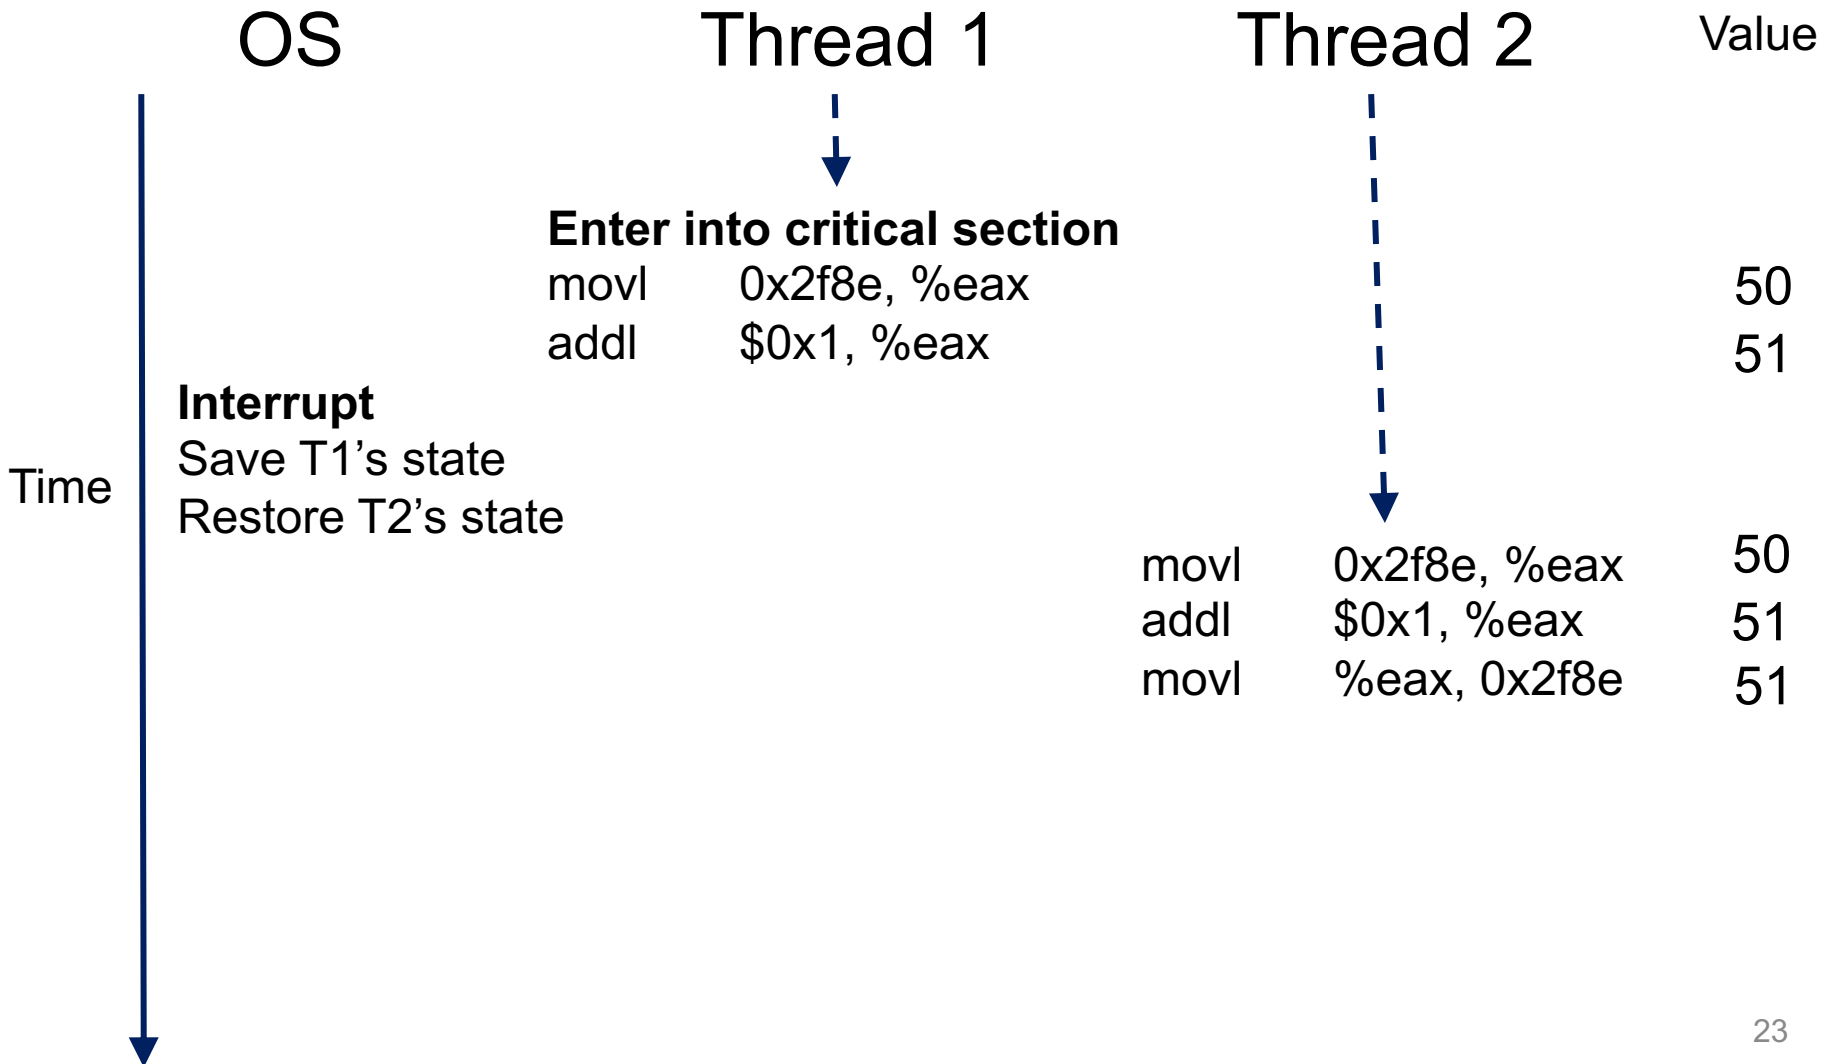 OS Thread 1 Thread 2 Value
Enter into critical section
movl 0x2f8e, %eax 50
addl $0x1, %eax 51
Interrupt
Save T1’s state
Time
Restore T2’s state
movl 0x2f8e, %eax 50
addl $0x1, %eax 51
movl %eax, 0x2f8e 51
23